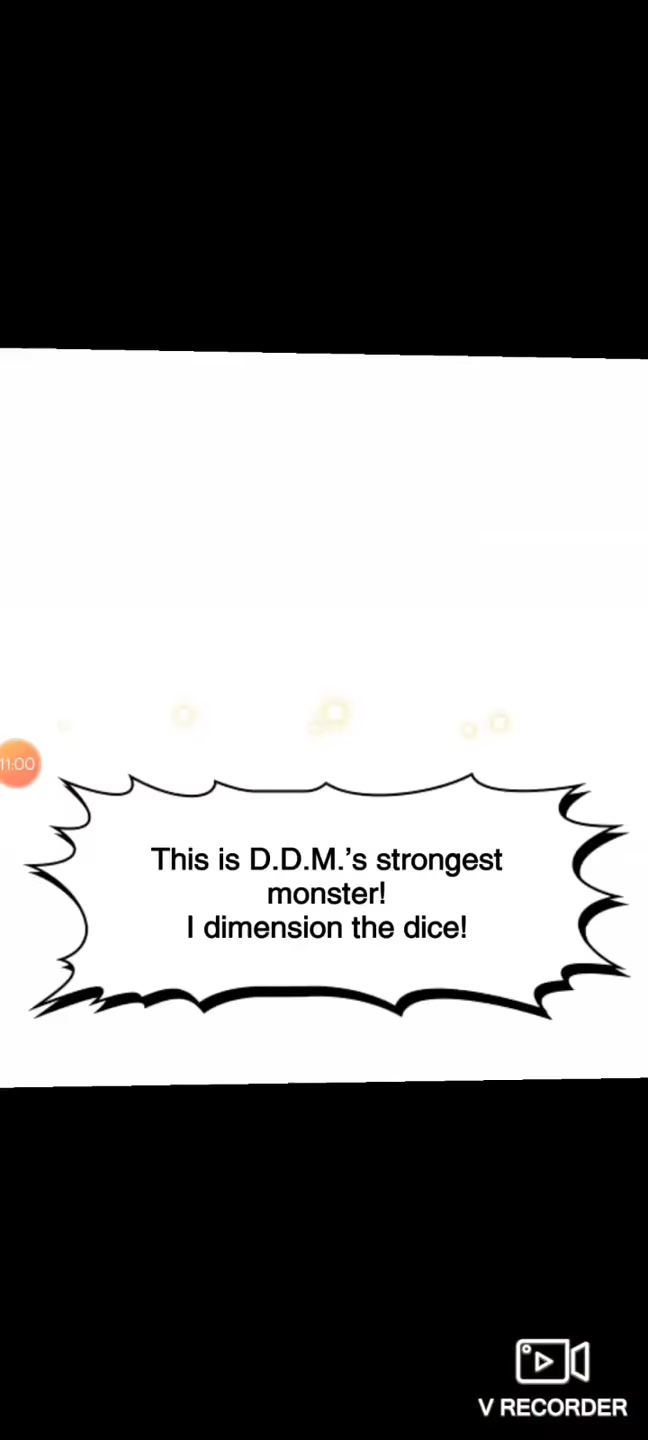 11:00
This is D.D.M.’s strongest
monster!
I dimension the dice!
V RECORDER